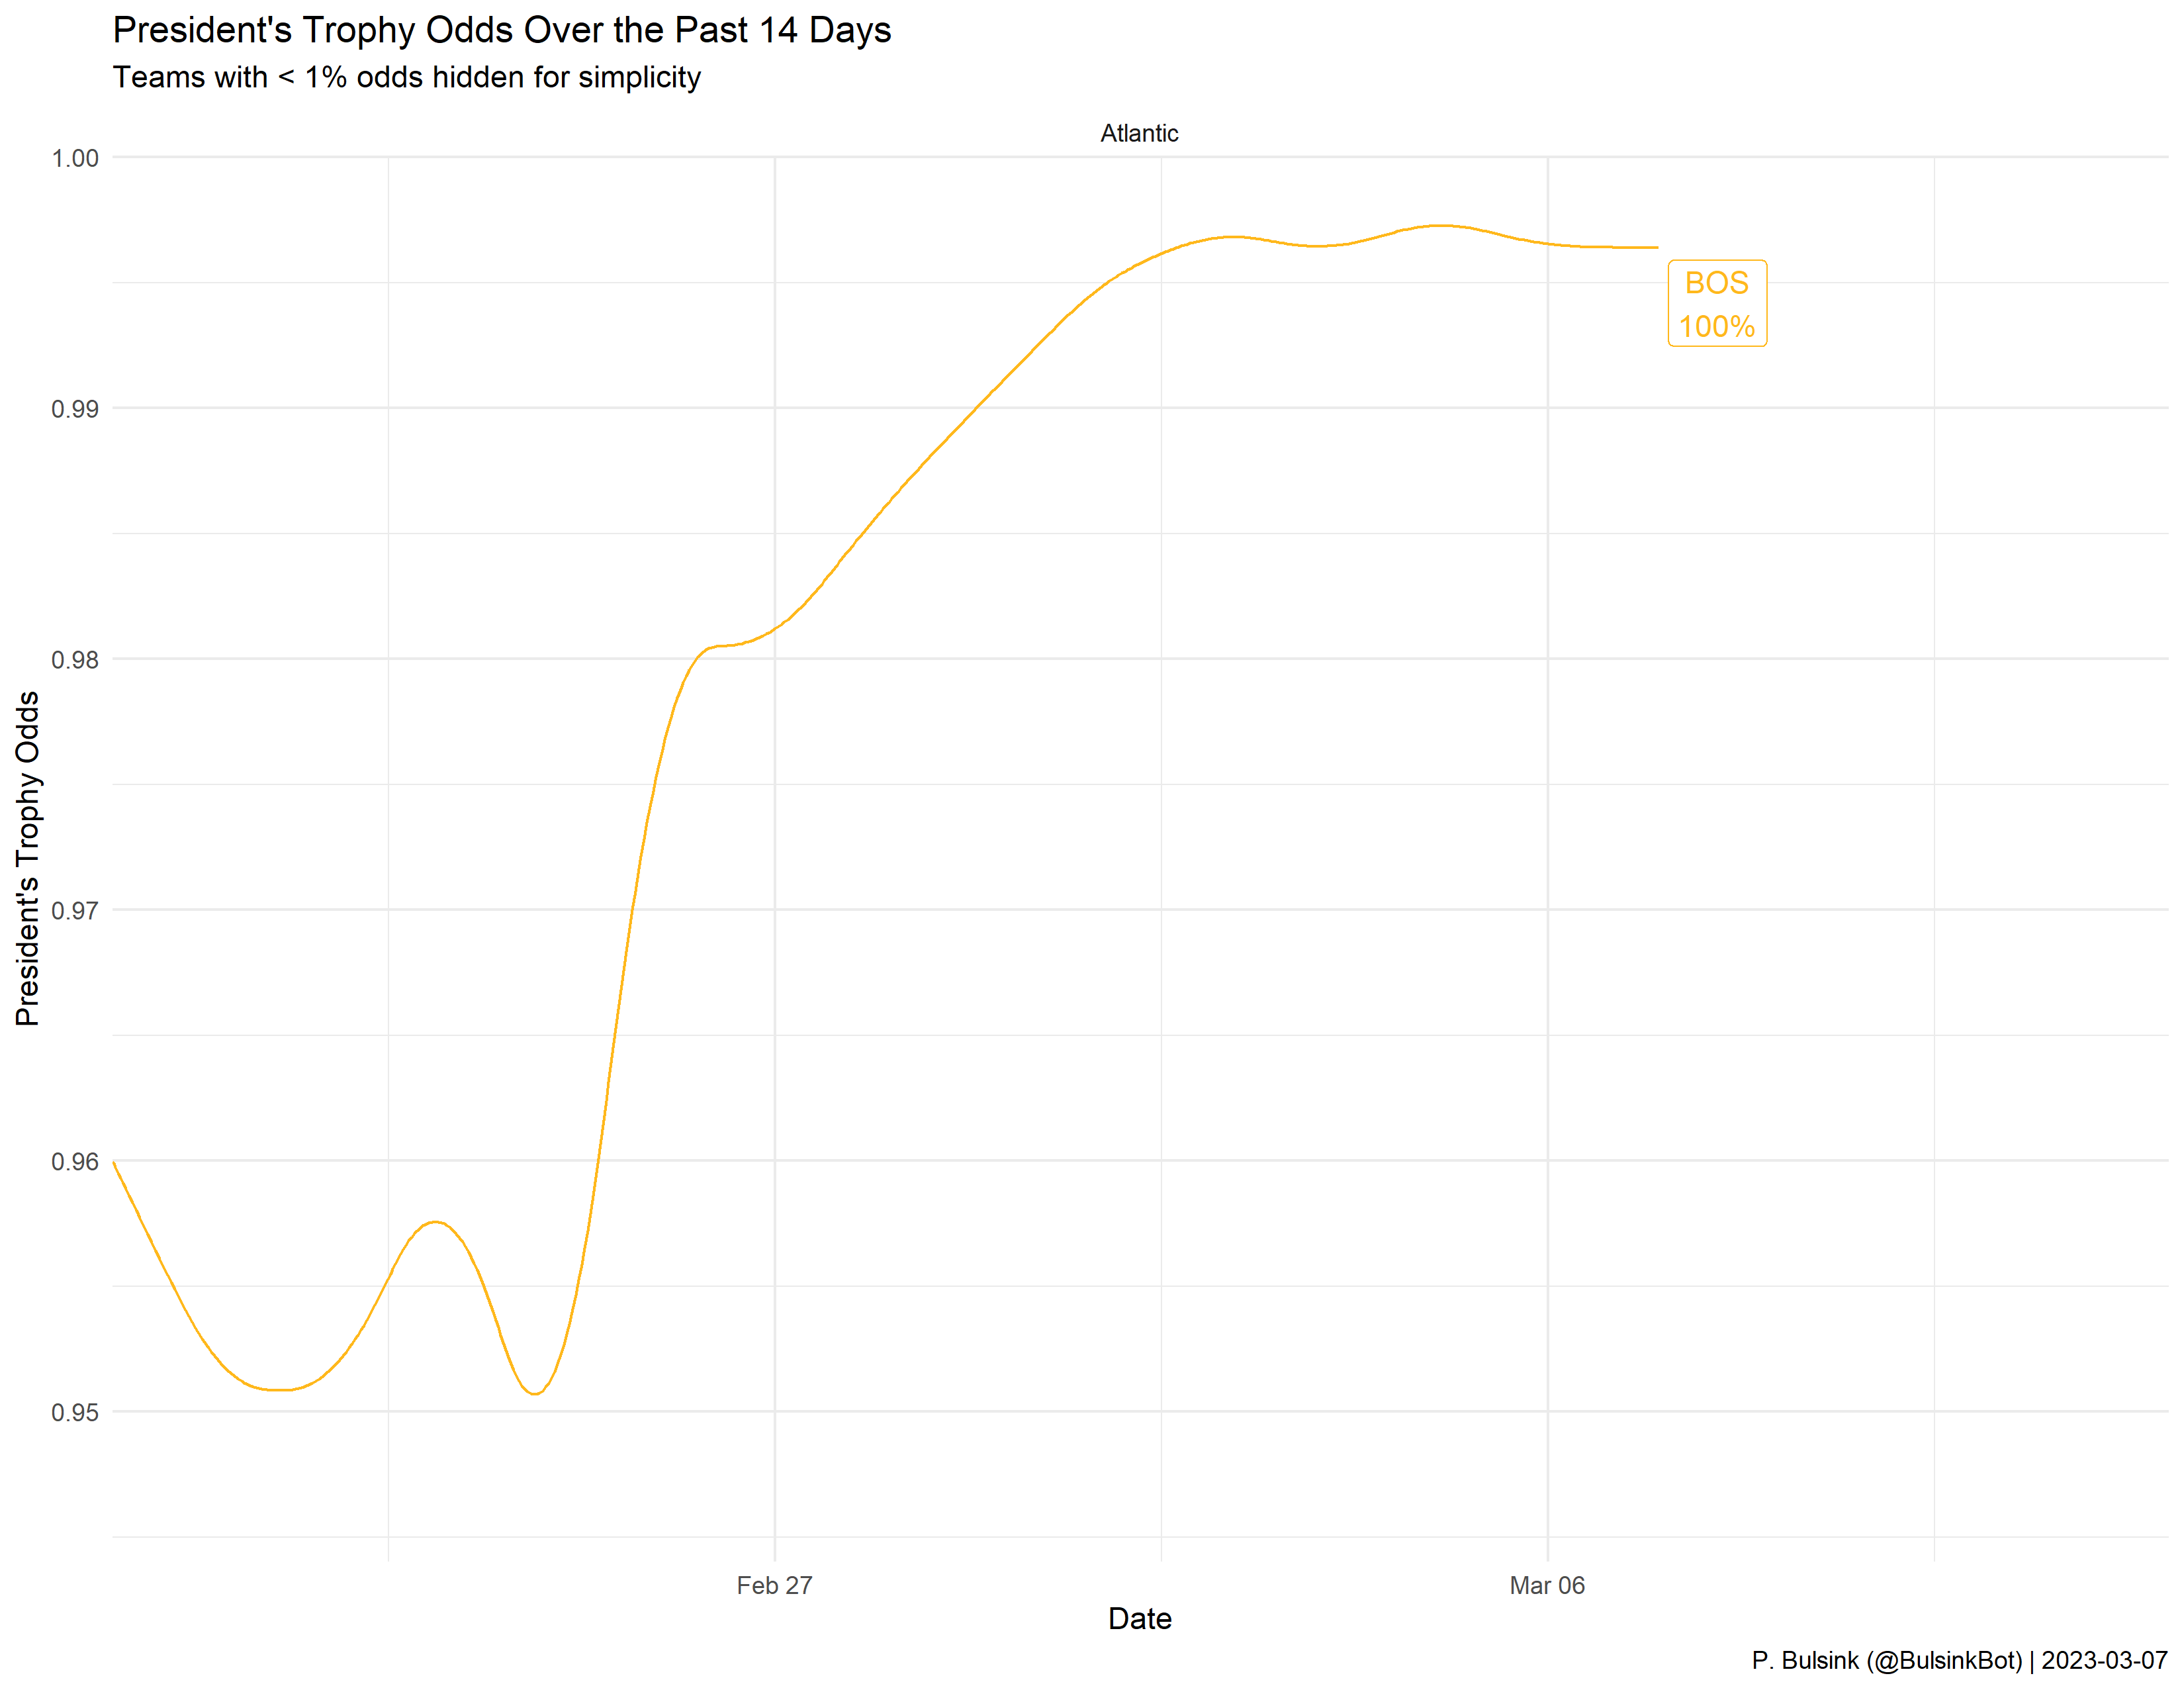 President's Trophy Odds Over the Past 14 Days
Teams with < 1% odds hidden for simplicity
Atlantic
1.00
0.99
0.98
0.97
0.96
0.95
President's Trophy Odds
BOS
100%
Feb 27
Mar 06
Date
P. Bulsink (@BulsinkBot) | 2023-03-07